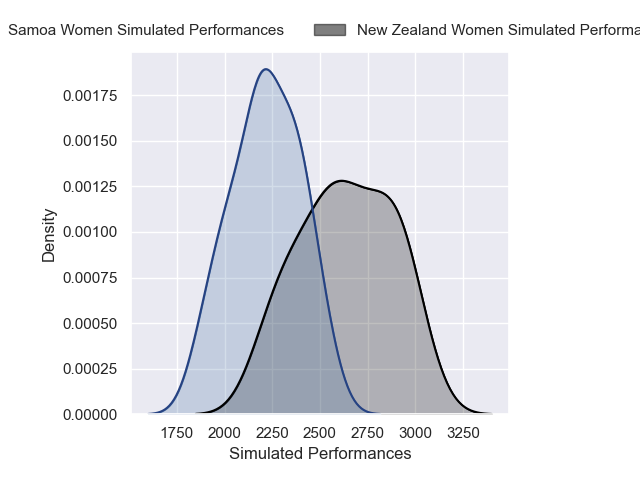 Samoa Women Simulated Performances
New Zealand Women Simulated Performa
0.00175
0.00150
0.00125
0.00100
0.00075
0.00050
0.00025
0.00000
Density
1750 2000 2250 2500 2750 3000 3250
Simulated Performances